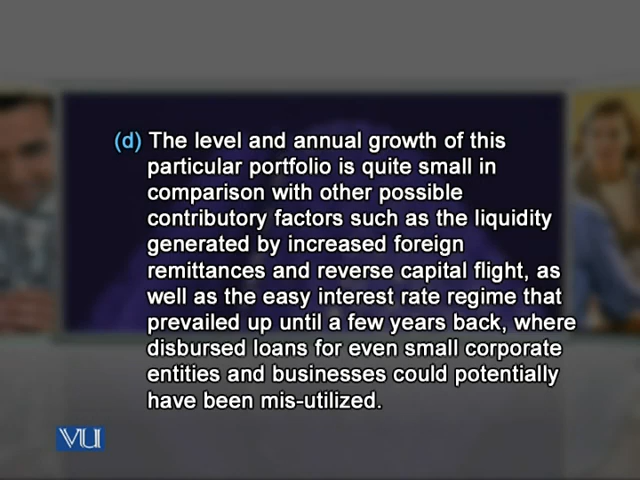 (d) The level and annual growth of this
particular portfolio is quite small in
comparison with other possible
contributory factors such as the liquidity
generated by increased foreign
remittances and reverse capital flight, as
well as the easy interest rate regime that
prevailed up until a few years back, where
disbursed loans for even small corporate
entities and businesses could potentially
have been mis-utilized.
VU